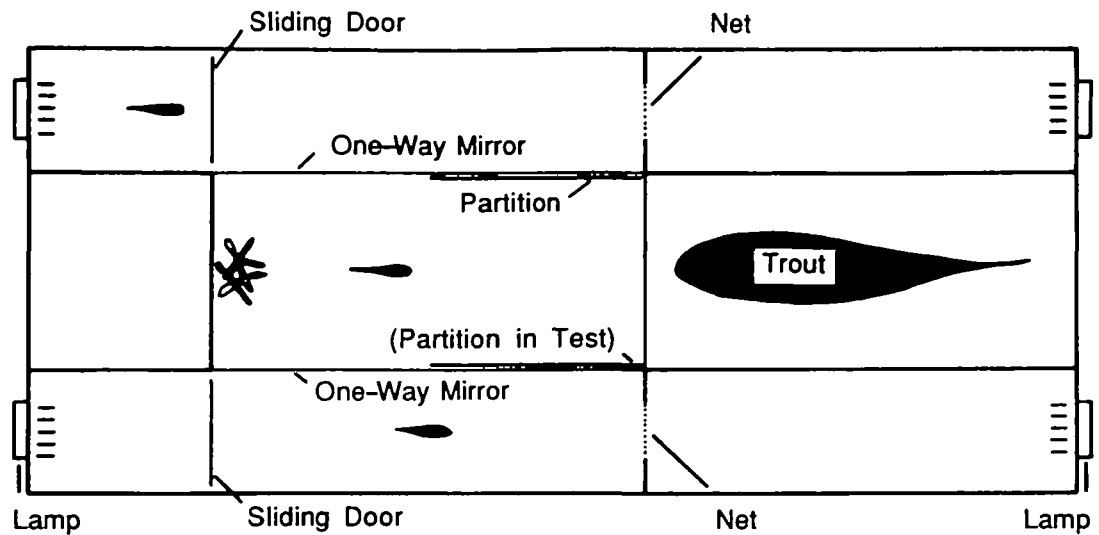 Sliding Door
Net
One-Way Mirror
Partition
Trout
(Partition in Test)
One-Way Mirror
Lamp
Sliding Door
Net
Lamp